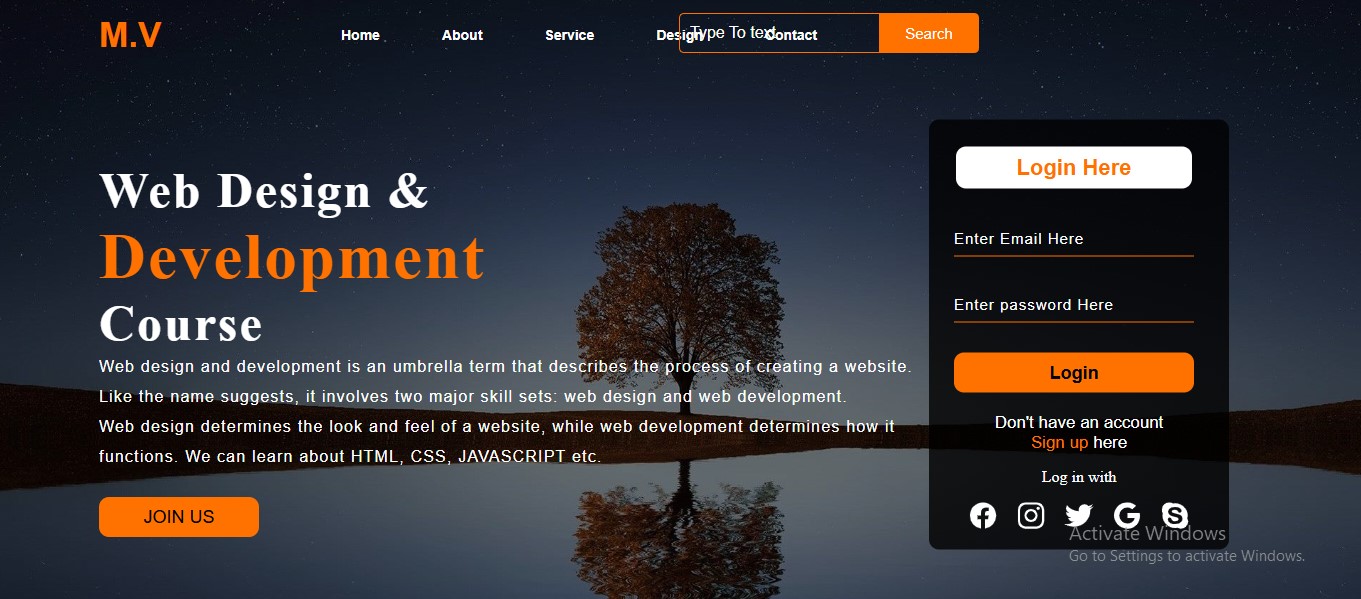 M.V
Home About Service Design Contact
Type To text
Search
Web Design &
Development
Course
Web design and development is an umbrella term that describes the process of creating a website.
Like the name suggests, it involves two major skill sets: web design and web development.
Web design determines the look and feel of a website, while web development determines how it
functions. We can learn about HTML, CSS, JAVASCRIPT etc.
JOIN US
Login Here
Enter Email Here
Enter password Here
Login
Don't have an account
Sign up here
Log in with
Activate Windows
Go to Settings to activate Windows.